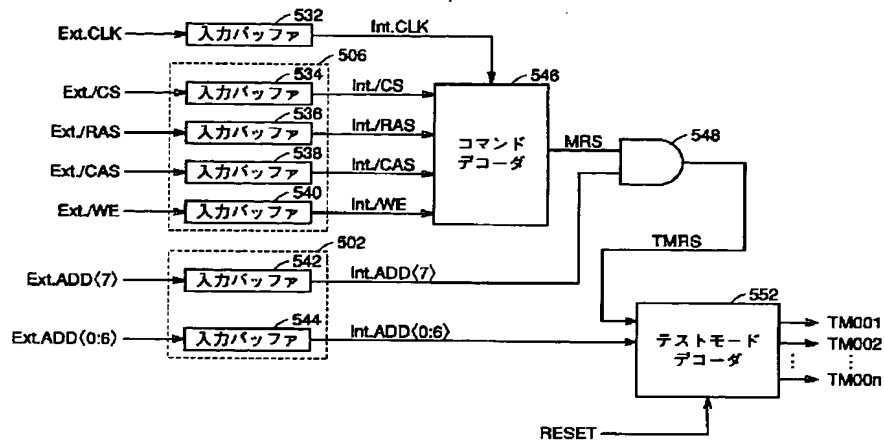 532
Ext.CLK
入力バッファ
Int.CLK
506
534
Ext./CS
入力バッファ
Int./CS
546
536
Ext./RAS
入力バッファ
Int./RAS
コマンド
デコーダ
MRS
548
538
Ext./CAS
入力バッファ
Int./CAS
540
Ext./WE
入力バッファ
Int./WE
502
TMRS
542
Ext.ADD〈7〉
入力バッファ
Int.ADD〈7〉
552
544
Ext.ADD〈0:6〉
入力バッファ
Int.ADD〈0:6〉
テストモード
デコーダ
TM001
TM002
TM00n
RESET